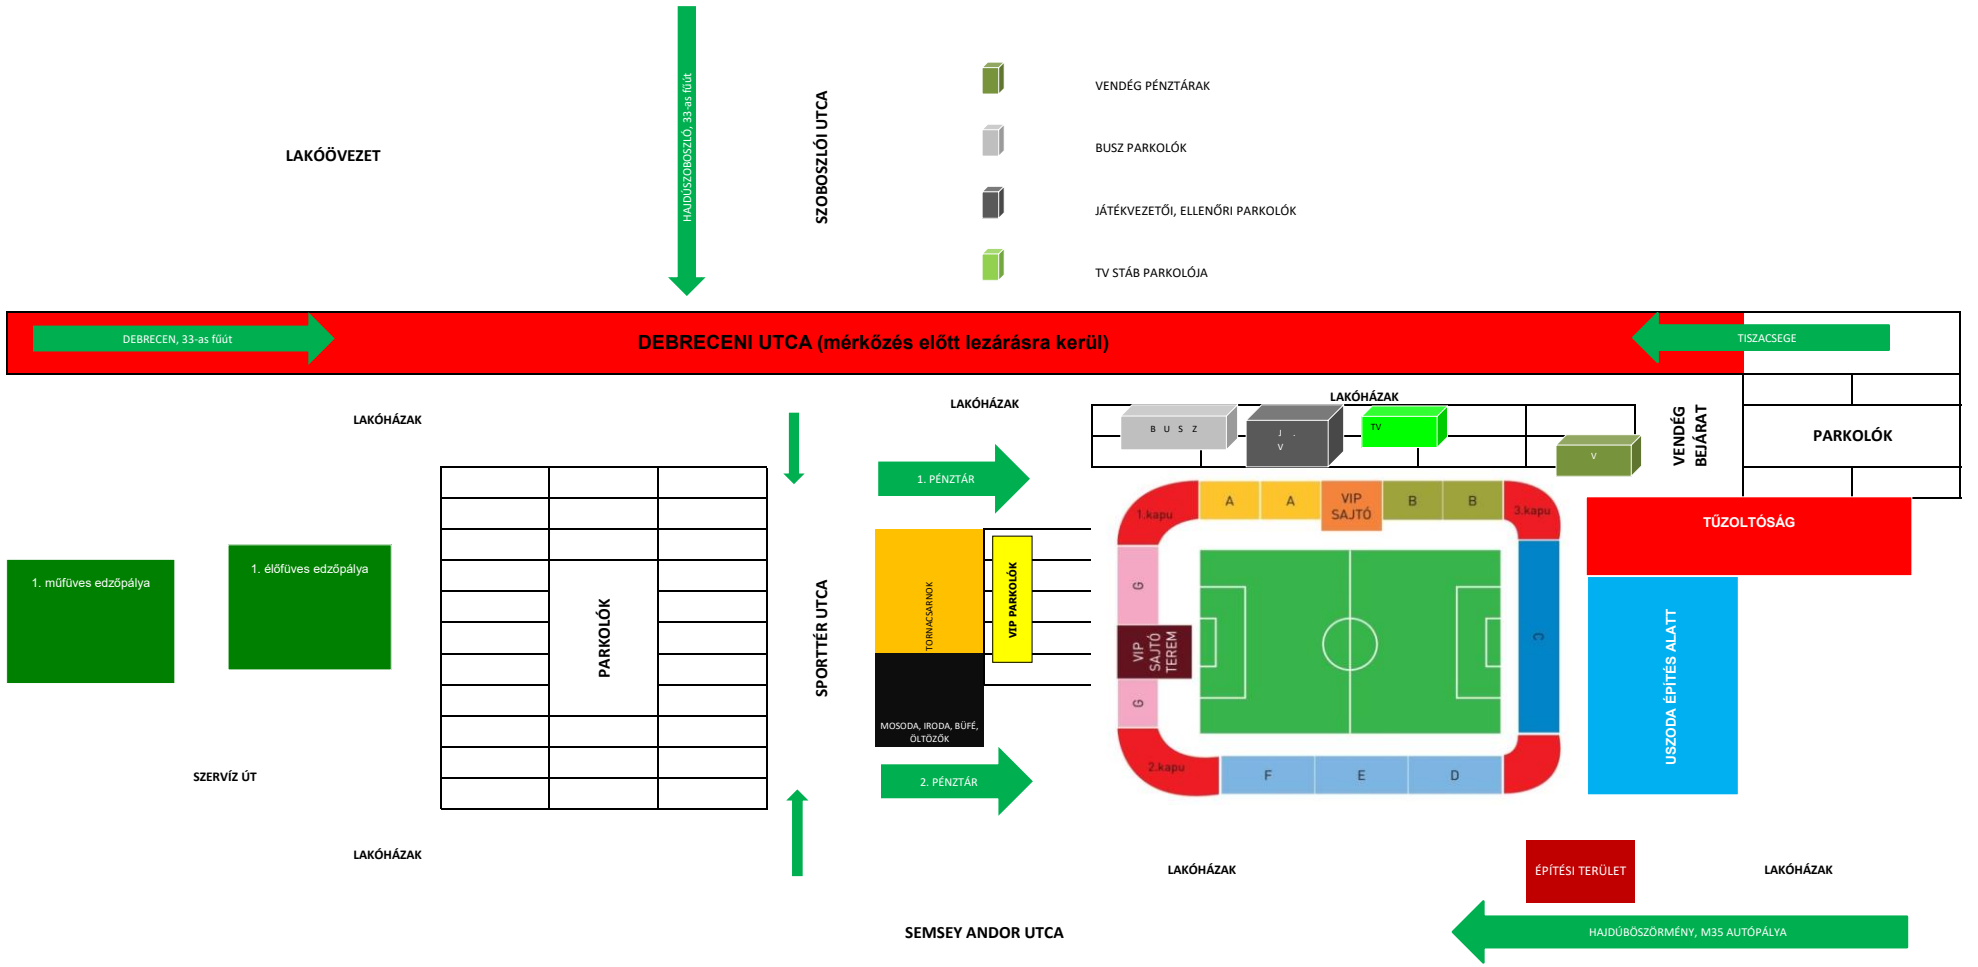 HAJDÚSZOBOSZLÓ, 33-as fűút
SZOBOSZLÓI UTCA
VENDÉG PÉNZTÁRAK
BUSZ PARKOLÓK
JÁTÉKVEZETŐI, ELLENŐRI PARKOLÓK
TV STÁB PARKOLÓJA
LAKÓÖVEZET
DEBRECEN, 33-as fűút
DEBRECENI UTCA (mérkőzés előtt lezárásra kerül)
TISZACSEGE
LAKÓHÁZAK
LAKÓHÁZAK
LAKÓHÁZAK
B U S Z
J .
V
TV
V
VENDÉG
BEJÁRAT
PARKOLÓK
1. PÉNZTÁR
1.kapu
A
A
VIP
SAJTÓ
B
B
3.kapu
TŰZOLTÓSÁG
1. műfüves edzőpálya
1. élőfüves edzőpálya
PARKOLÓK
SPORTTÉR UTCA
TORNACSARNOK
VIP PARKOLÓK
G
VIP
SAJTÓ
TEREM
G
C
USZODA ÉPÍTÉS ALATT
MOSODA, IRODA, BÜFÉ,
ÖLTÖZŐK
2. PÉNZTÁR
2.kapu
F
E
D
SZERVÍZ ÚT
LAKÓHÁZAK
LAKÓHÁZAK
ÉPÍTÉSI TERÜLET
LAKÓHÁZAK
SEMSEY ANDOR UTCA
HAJDÚBÖSZÖRMÉNY, M35 AUTÓPÁLYA